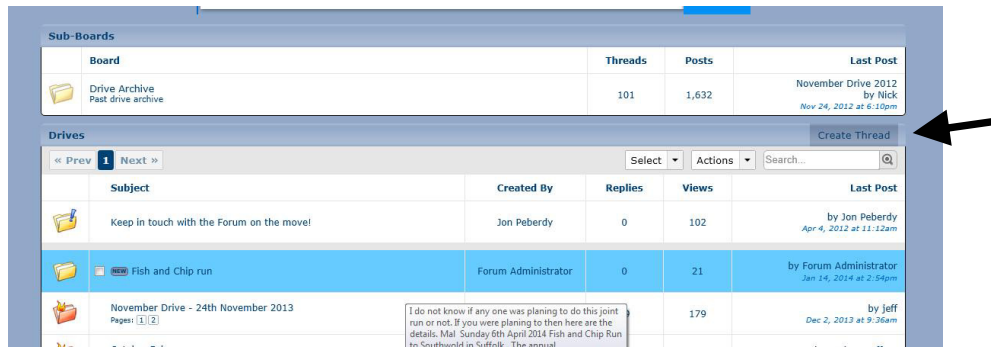 Sub-Boards
Board Threads Posts Last Post
Drive Archive
Past drive archive
101 1,632
November Drive 2012
by Nick
Nov 24, 2012 at 6:10pm
Drives Create Thread
« Prev 1 Next » Select Actions Search...
Subject Created By Replies Views Last Post
Keep in touch with the Forum on the move! Jon Peberdy 0 102
by Jon Peberdy
Apr 4, 2012 at 11:12am
NEW Fish and Chip run Forum Administrator 0 21
by Forum Administrator
Jan 14, 2014 at 2:54pm
November Drive - 24th November 2013
Pages: 1 2
179
by jeff
Dec 2, 2013 at 9:36am
I do not know if any one was planing to do this joint
run or not. If you were planing to then here are the
details. Mal Sunday 6th April 2014 Fish and Chip Run
to Southwold in Suffolk. The annual